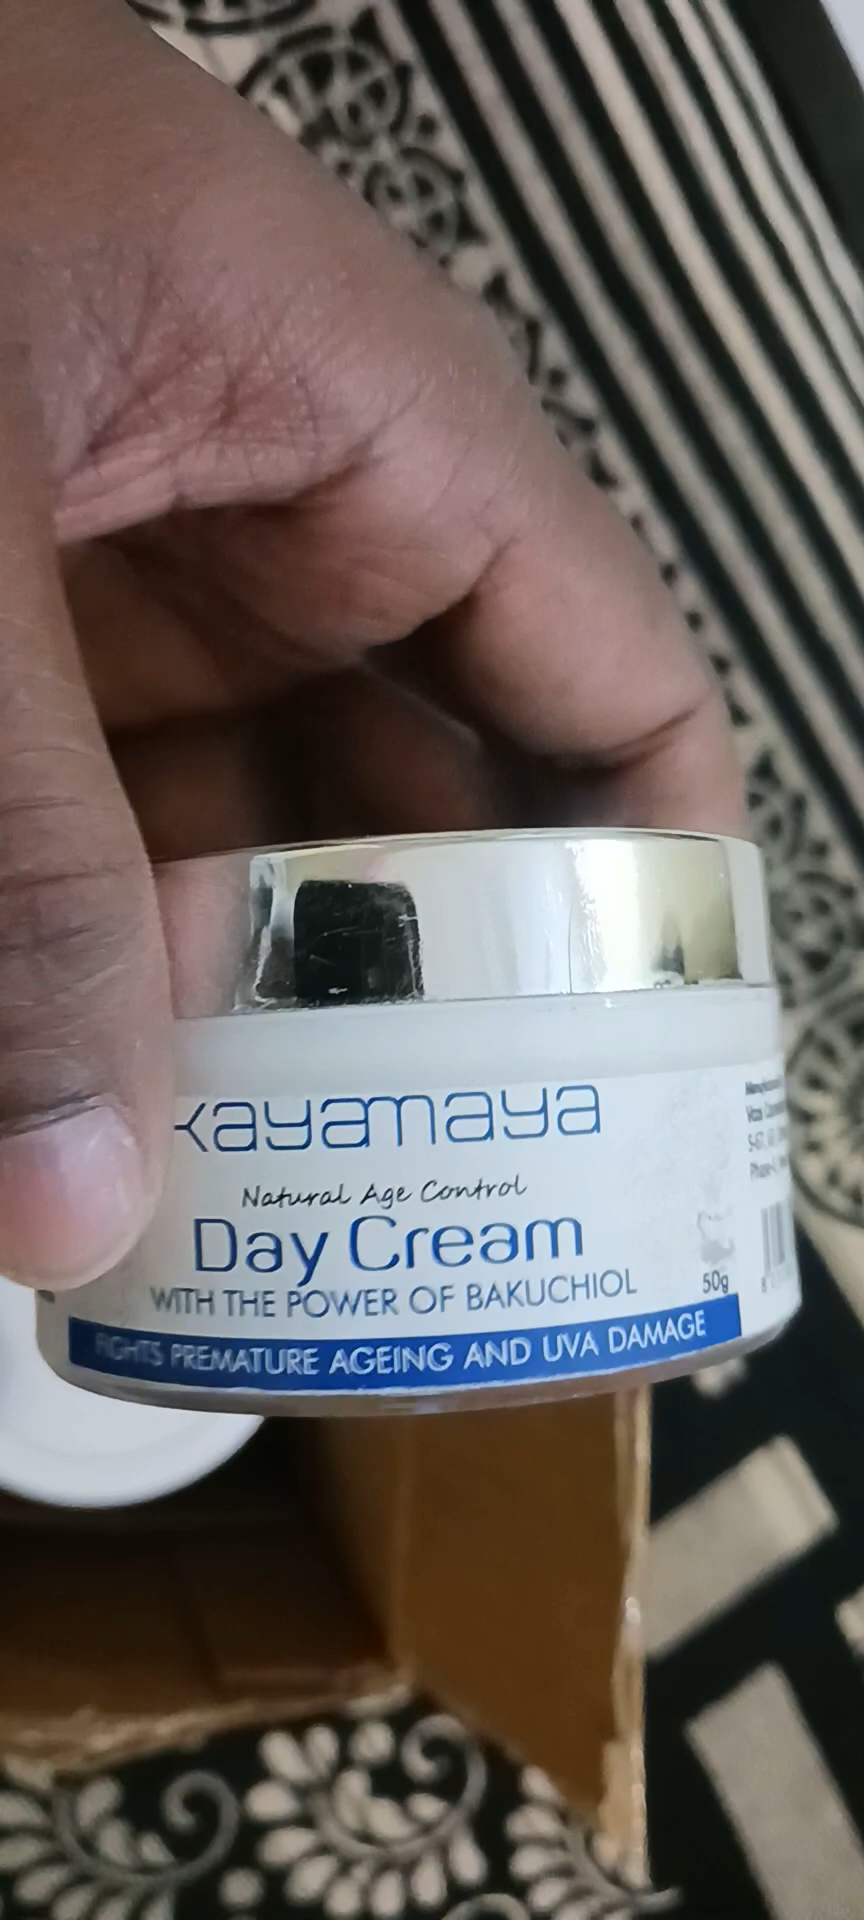 kayamaya
Natural Age Control
Day Cream
WITH THE POWER OF BAKUCHIOL
50g
FIGHTS PREMATURE AGEING AND UVA DAMAGE